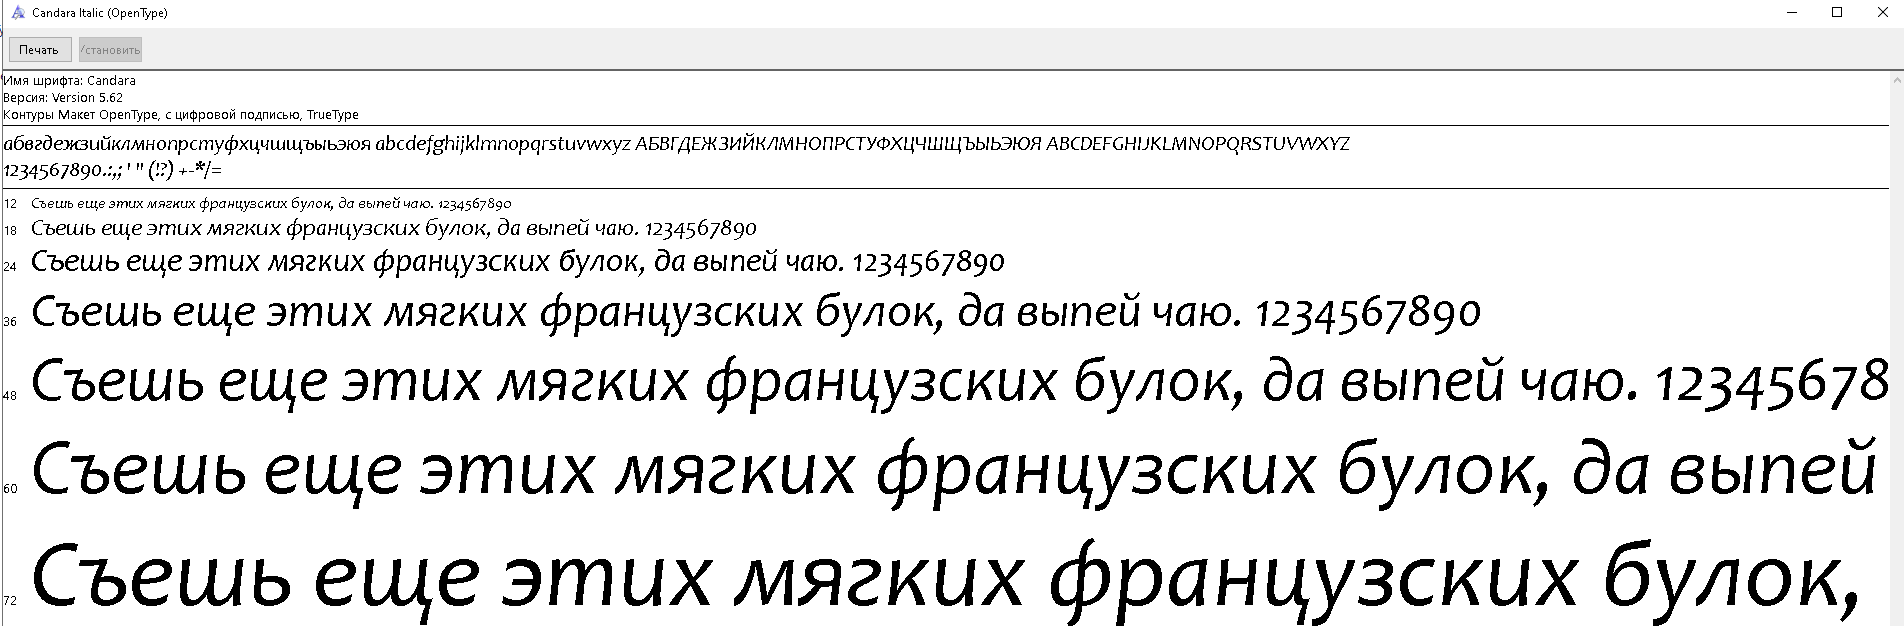 Candara Italic (OpenType)
Печать
становить
Имя шрифта: Candara
Версия: Version 5.62
Контуры Макет OpenType, с цифровой подписью, TrueType
абвгдежзийклмнопрстуфхцчшщъыьэюя abcdefghijklmnopqrstuvwxyz АБВГДЕЖЗИЙКЛМНОПРСТУФХЦЧШЩЪЫЬЭЮЯ ABCDEFGHIJKLMNOPQRSTUVWXYZ
1234567890.:,; ' " (!?) +-*/=
12 Съешь еще этих мягких французских булок, да выпей чаю. 1234567890
18 Съешь еще этих мягких французских булок, да выпей чаю. 1234567890
24 Съешь еще этих мягких французских булок, да выпей чаю. 1234567890
36 Съешь еще этих мягких французских булок, да выпей чаю. 1234567890
48 Съешь еще этих мягких французских булок, да выпей чаю. 12345678
60 Съешь еще этих мягких французских булок, да выпей
72 Съешь еще этих мягких французских булок,